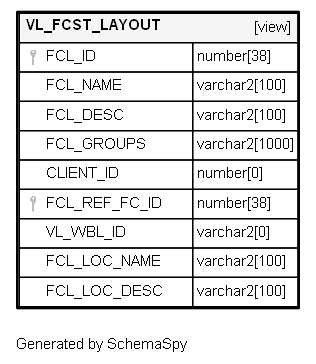 VL_FCST_LAYOUT [view]
FCL_ID number[38]
FCL_NAME varchar2[100]
FCL_DESC varchar2[100]
FCL_GROUPS varchar2[1000]
CLIENT_ID number[0]
FCL_REF_FC_ID number[38]
VL_WBL_ID varchar2[0]
FCL_LOC_NAME varchar2[100]
FCL_LOC_DESC varchar2[100]
Generated by SchemaSpy